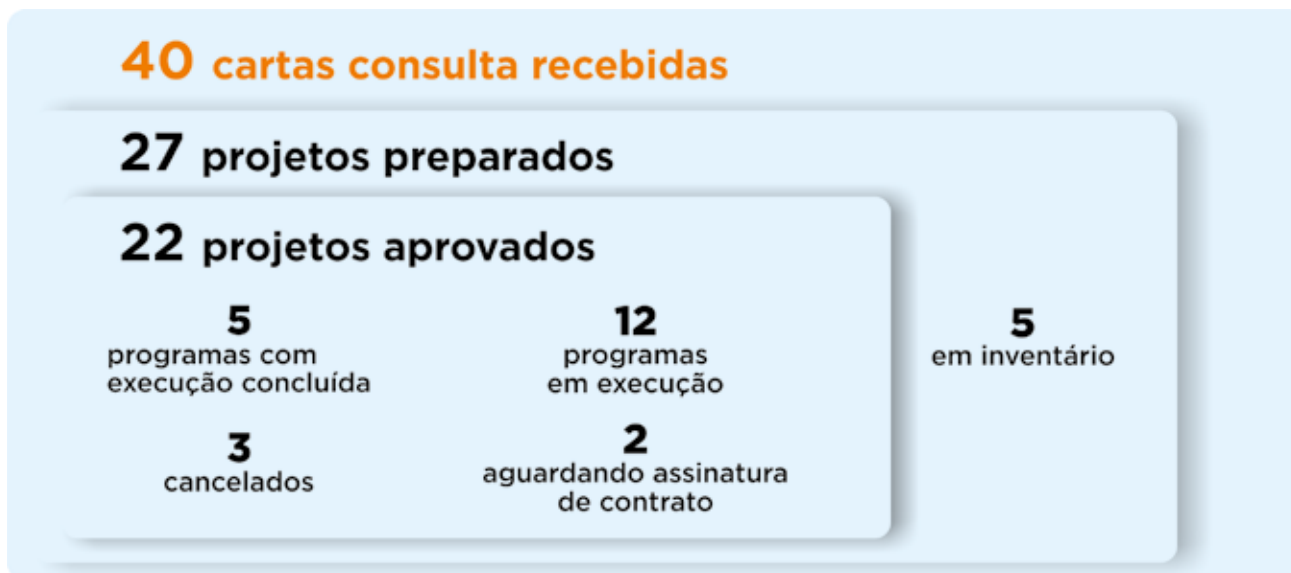 40 cartas consulta recebidas
27 projetos preparados
22 projetos aprovados
5
programas com
execução concluída
12
programas
em execução
3
cancelados
2
aguardando assinatura
de contrato
5
em inventário